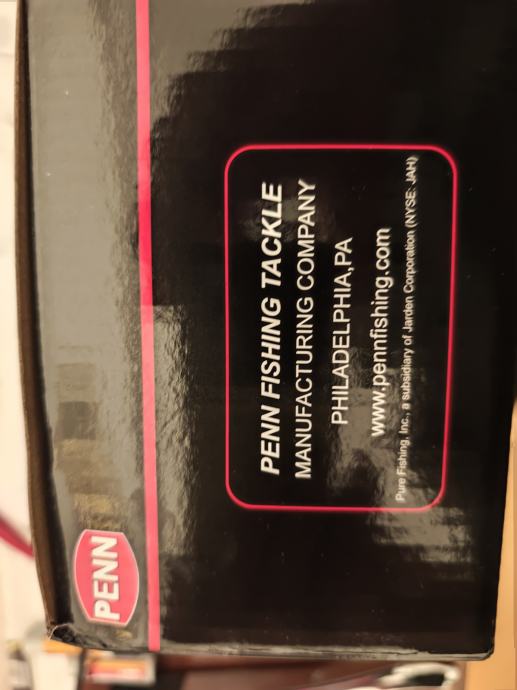 PENN
PENN FISHING TACKLE
MANUFACTURING COMPANY
PHILADELPHIA,PA
www.pennfishing.com
Pure Fishing, Inc., a subsidiary of Jarden Corporation (NYSE: JAH)